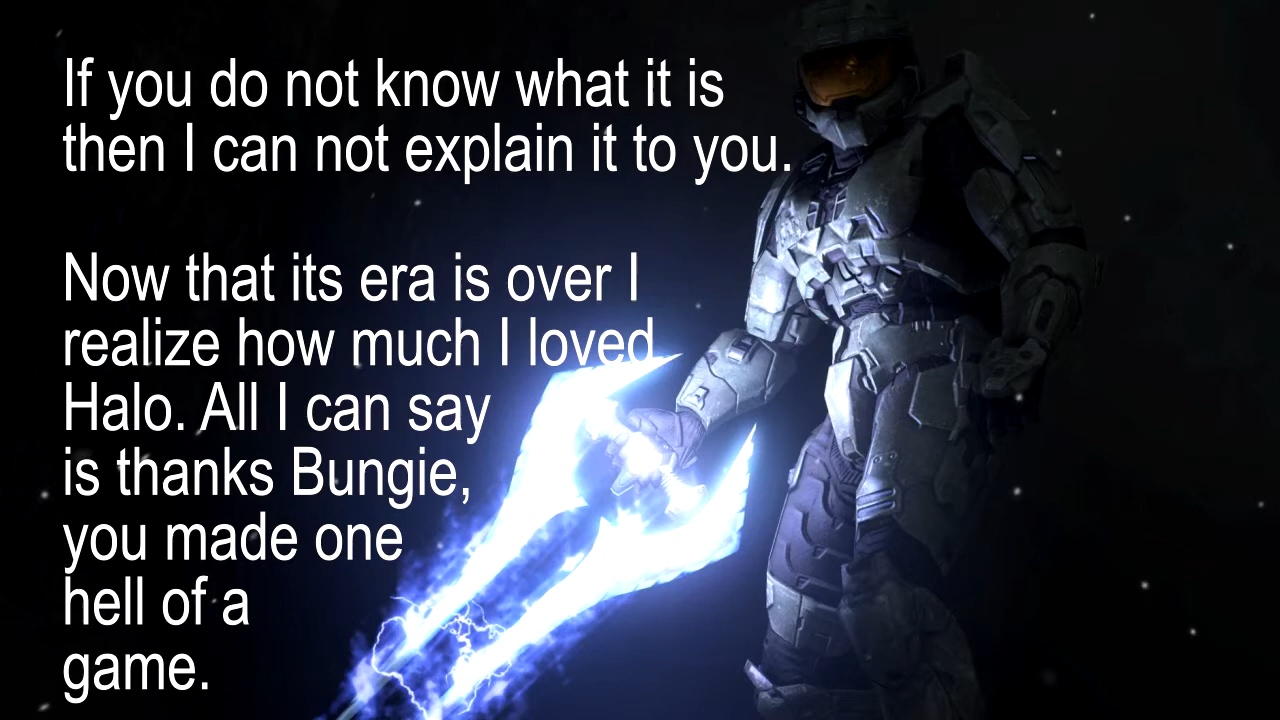 If you do not know what it is
then I can not explain it to you.
Now that its era is over I
realize how much I loved
Halo. All I can say
is thanks Bungie,
you made one
hell of a
game.